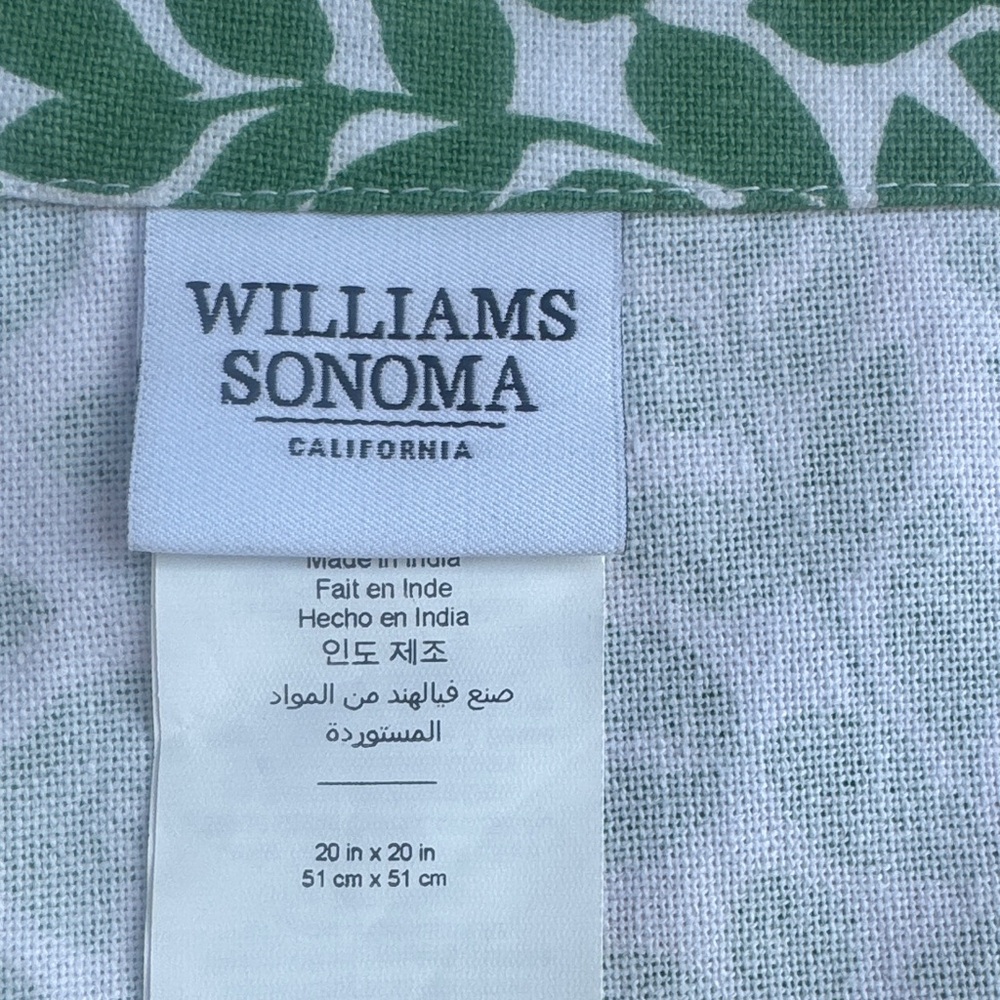 WILLIAMS
SONOMA
CALIFORNIA
Made in India
Fait en Inde
Hecho en India
인도 제조
صنع فيالهند من المواد
المستوردة
20 in x 20 in
51 cm x 51 cm